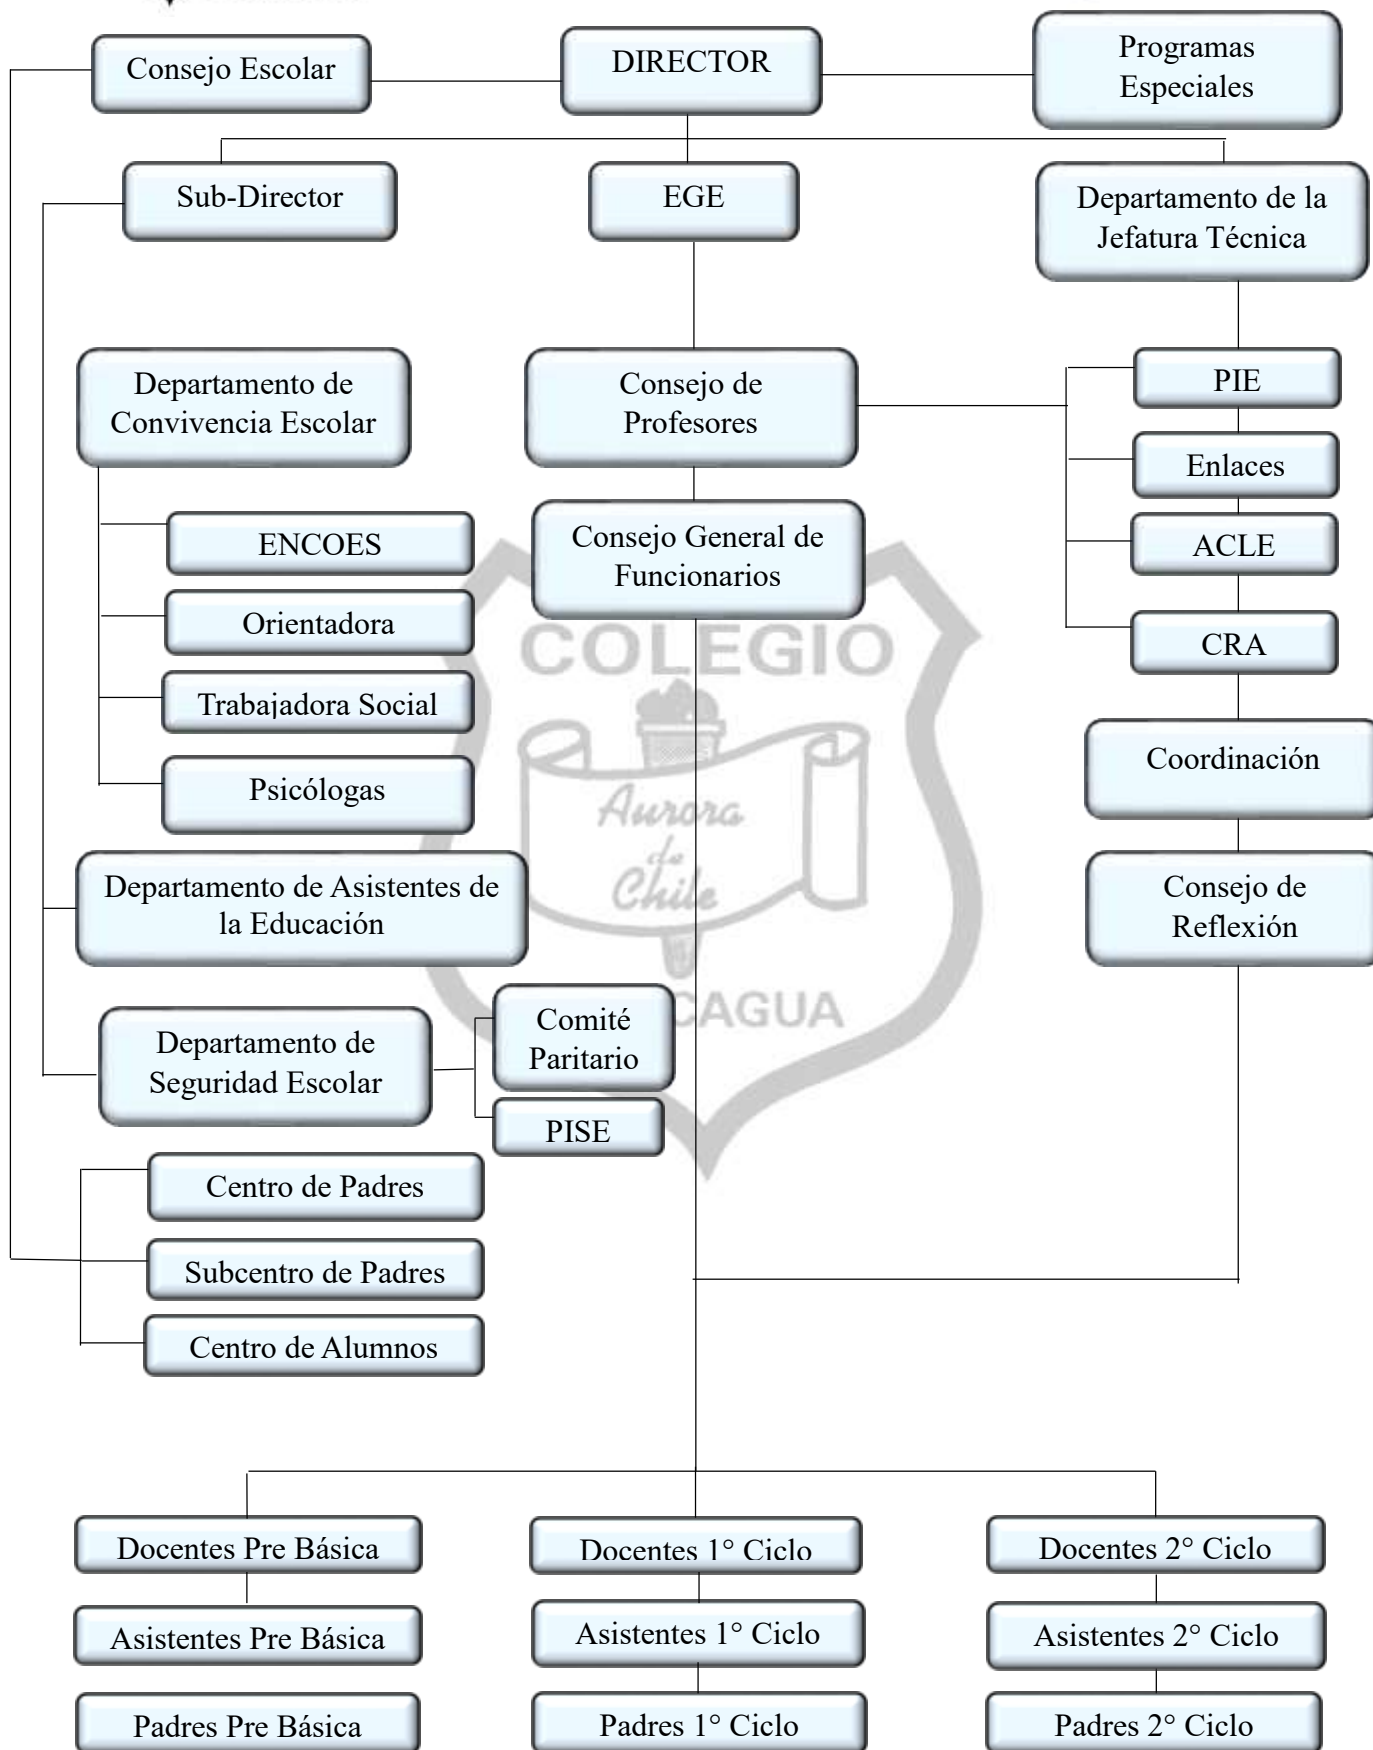 Consejo Escolar
DIRECTOR
Programas
Especiales
Sub-Director
EGE
Departamento de la
Jefatura Técnica
Departamento de
Convivencia Escolar
Consejo de
Profesores
PIE
Enlaces
ENCOES
Consejo General de
Funcionarios
ACLE
Orientadora
COLEGIO
CRA
Trabajadora Social
Coordinación
Psicólogas
Aurora
de
Chile
Departamento de Asistentes de
la Educación
Consejo de
Reflexión
Comité
Paritario
CAGUA
Departamento de
Seguridad Escolar
PISE
Centro de Padres
Subcentro de Padres
Centro de Alumnos
Docentes Pre Básica
Docentes 1° Ciclo
Docentes 2° Ciclo
Asistentes Pre Básica
Asistentes 1° Ciclo
Asistentes 2° Ciclo
Padres Pre Básica
Padres 1° Ciclo
Padres 2° Ciclo